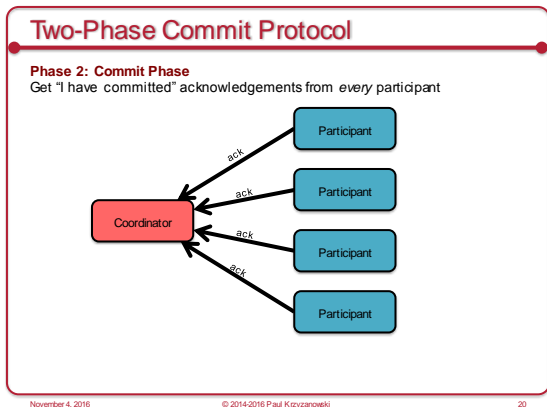 Two-Phase Commit Protocol
Phase 2: Commit Phase
Get “I have committed” acknowledgements from every participant
Participant
ack
Participant
ack
Coordinator
ack
Participant
ack
Participant
November 4, 2016 © 2014-2016 Paul Krzyzanowski 20